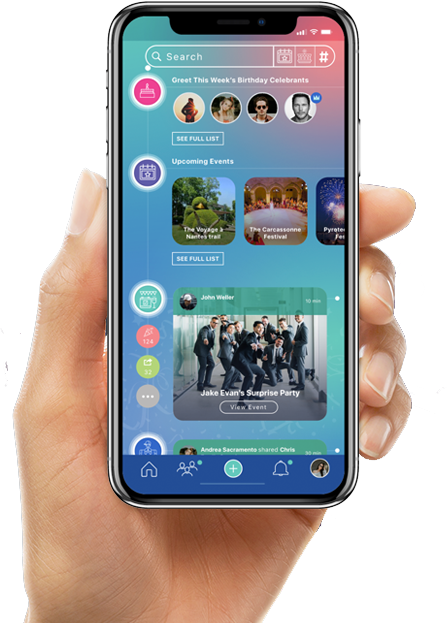 Search
#
Greet This Week's Birthday Celebrants
SEE FULL LIST
Upcoming Events
The Voyage à
Nantes trail
The Carcassonne
Festival
Pyrote
Fe
SEE FULL LIST
John Weller
10 min
124
32
Jake Evan's Surprise Party
View Event
Andrea Sacramento shared Chris